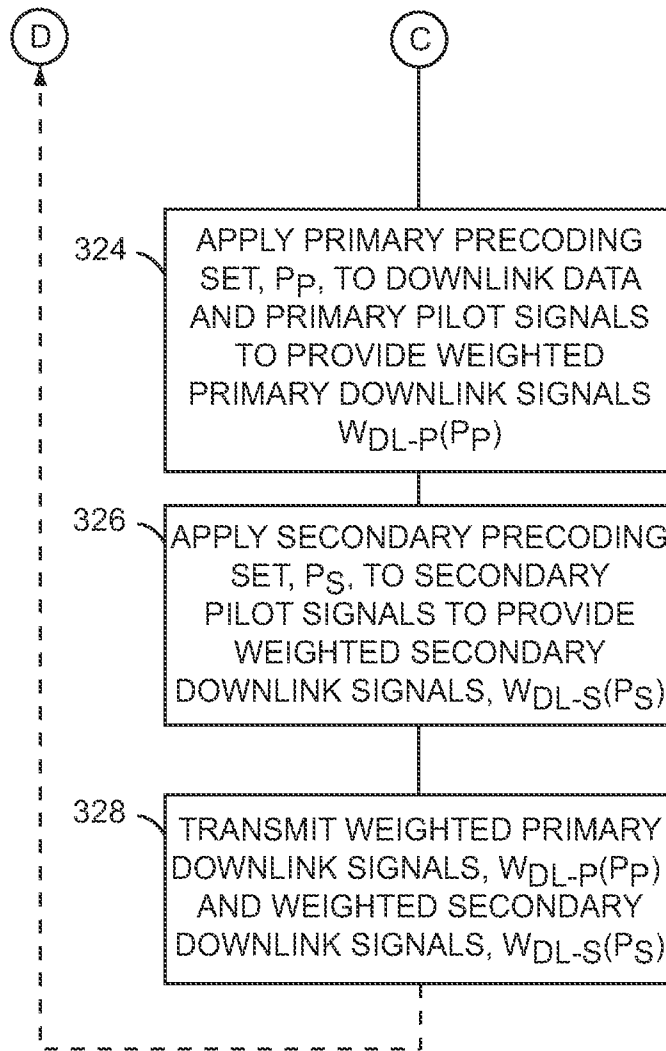 D
C
324
APPLY PRIMARY PRECODING
SET, PP, TO DOWNLINK DATA
AND PRIMARY PILOT SIGNALS
TO PROVIDE WEIGHTED
PRIMARY DOWNLINK SIGNALS
WDL-P(PP)
326
APPLY SECONDARY PRECODING
SET, PS, TO SECONDARY
PILOT SIGNALS TO PROVIDE
WEIGHTED SECONDARY
DOWNLINK SIGNALS, WDL-S(PS)
328
TRANSMIT WEIGHTED PRIMARY
DOWNLINK SIGNALS, WDL-P(PP)
AND WEIGHTED SECONDARY
DOWNLINK SIGNALS, WDL-S(PS)